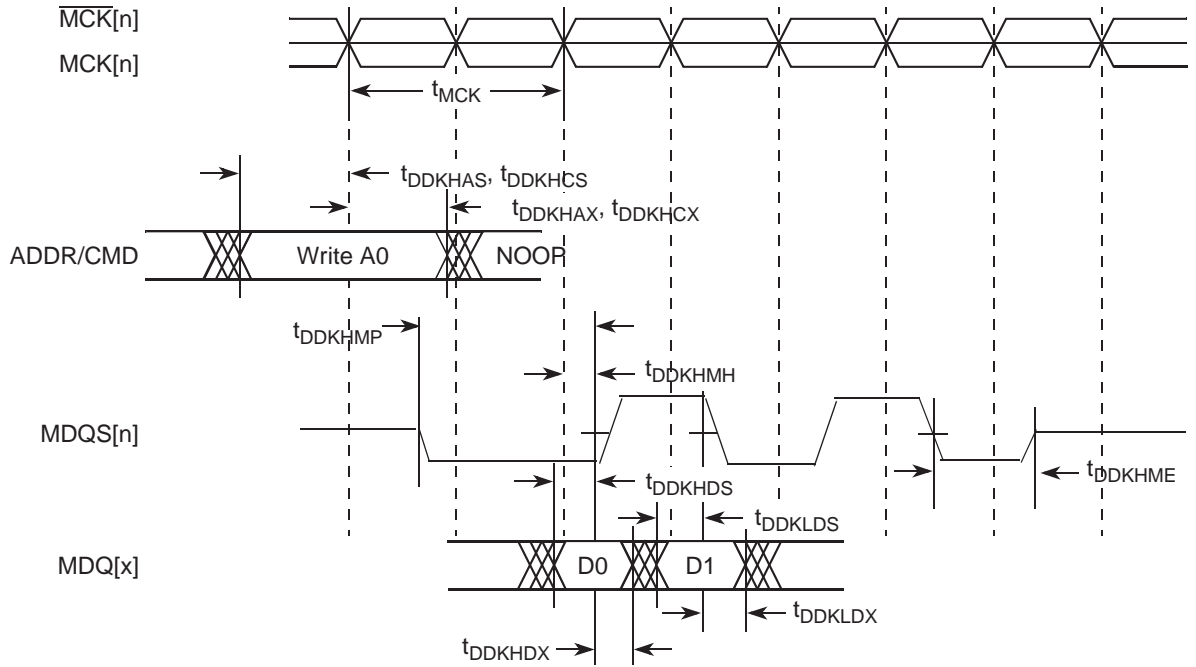 MCK[n]
MCK[n]
tMCK
tDDKHAS, tDDKHCS
tDDKHAX, tDDKHCX
ADDR/CMD
Write A0
NOOP
tDDKHMP
tDDKHMH
MDQS[n]
tDDKHDS
tDDKHME
tDDKLDS
MDQ[x]
D0
D1
tDDKLDX
tDDKHDX